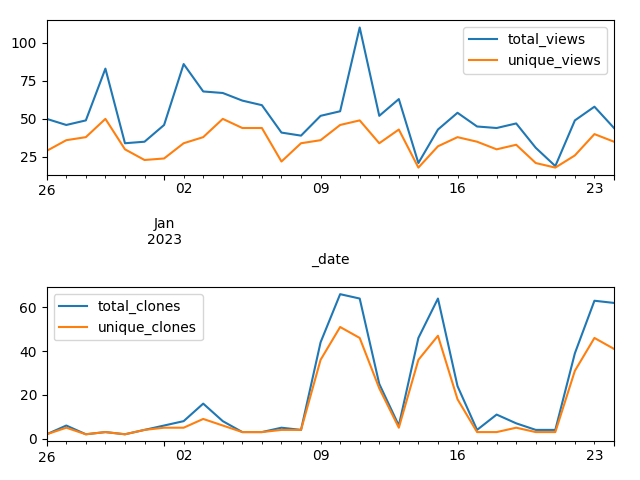 100
75
50
25
total_views
unique_views
26 02 09 16 23
Jan
2023
_date
60
40
20
0
total_clones
unique_clones
26 02 09 16 23